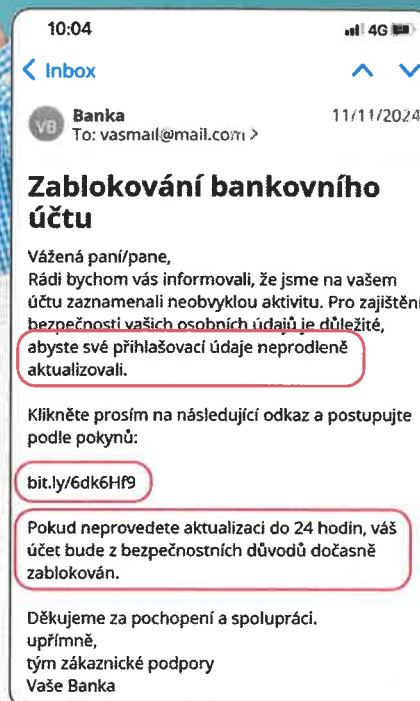 10:04
4G
Inbox
VB
Banka
11/11/2024
To: vasmail@mail.com >
Zablokování bankovního
účtu
Vážená paní/pane,
Rádi bychom vás informovali, že jsme na vašem
účtu zaznamenali neobvyklou aktivitu. Pro zajištění
bezpečnosti vašich osobních údajů je důležité,
abyste své přihlašovací údaje neprodleně
aktualizovali.
Klikněte prosím na následující odkaz a postupujte
podle pokynů:
bit.ly/6dk6Hf9
Pokud neprovedete aktualizaci do 24 hodin, váš
účet bude z bezpečnostních důvodů dočasně
zablokován.
Děkujeme za pochopení a spolupráci.
upřímně,
tým zákaznické podpory
Vaše Banka